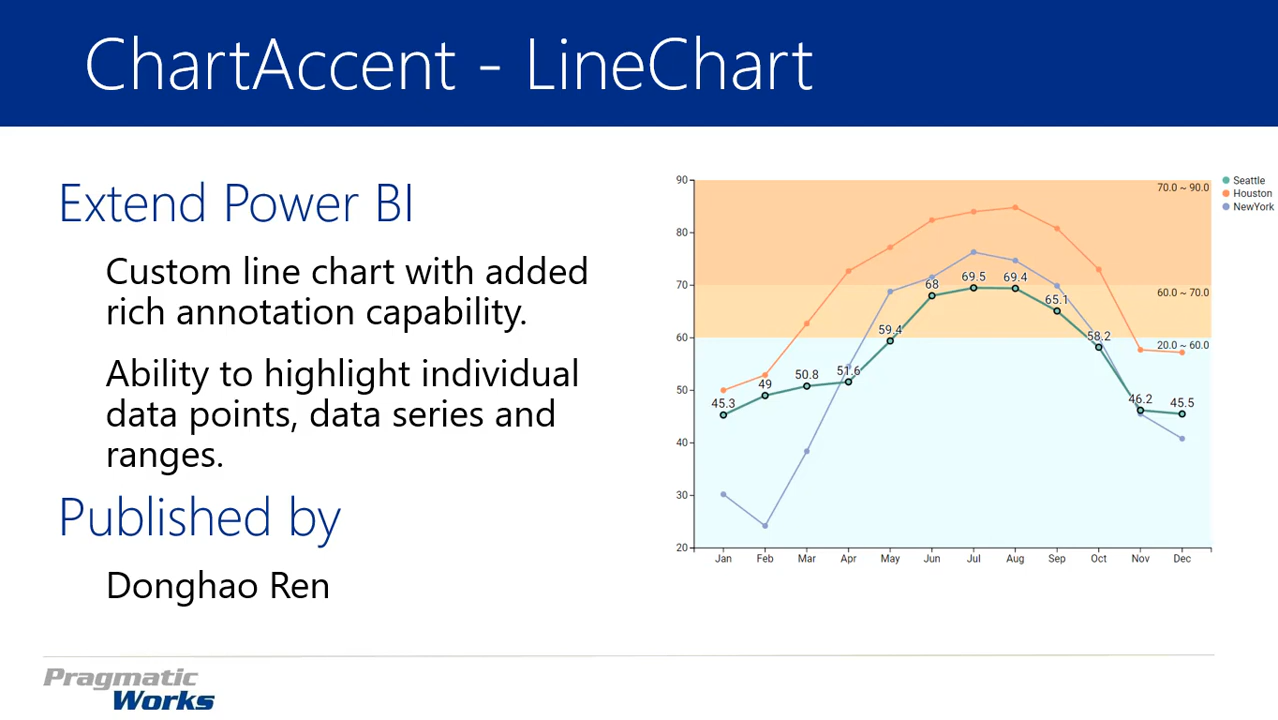 ChartAccent - LineChart
Extend Power BI
Custom line chart with added
rich annotation capability.
Ability to highlight individual
data points, data series and
ranges.
Published by
Donghao Ren
90
80
70
60
50
40
30
20
70.0 ~ 90.0
60.0 ~ 70.0
20.0 ~ 60.0
45.3
49
50.8
51.6
59.4
68
69.5
69.4
65.1
58.2
46.2
45.5
Jan
Feb
Mar
Apr
May
Jun
Jul
Aug
Sep
Oct
Nov
Dec
Seattle
Houston
NewYork
Pragmatic
Works